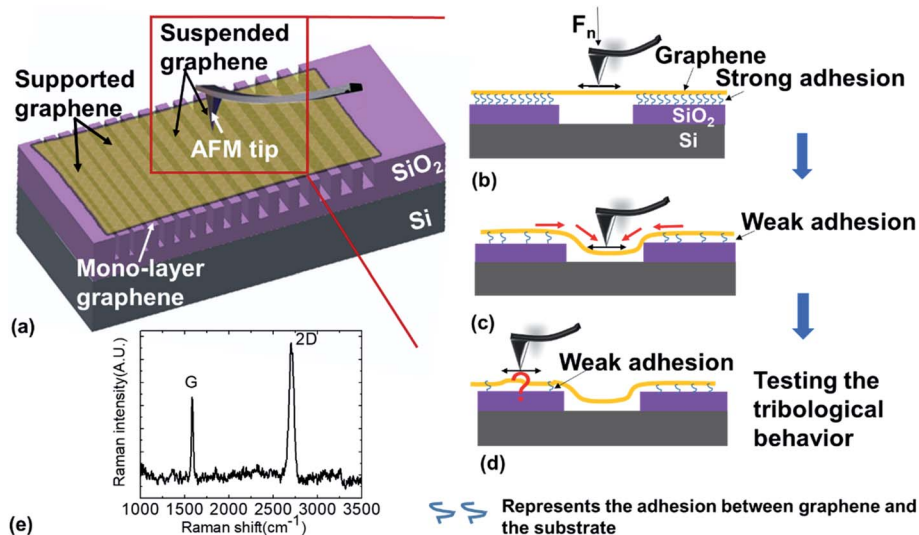 Suspended
graphene
Supported
graphene
AFM tip
SiO₂
Si
Mono-layer
graphene
(a)
Fₙ
Graphene
Strong adhesion
SiO₂
Si
(b)
Weak adhesion
(c)
?
Weak adhesion
Testing the
tribological
behavior
(d)
Raman intensity(A.U.)
G
2D
1000 1500 2000 2500 3000 3500
Raman shift(cm⁻¹)
(e)
Represents the adhesion between graphene and
the substrate